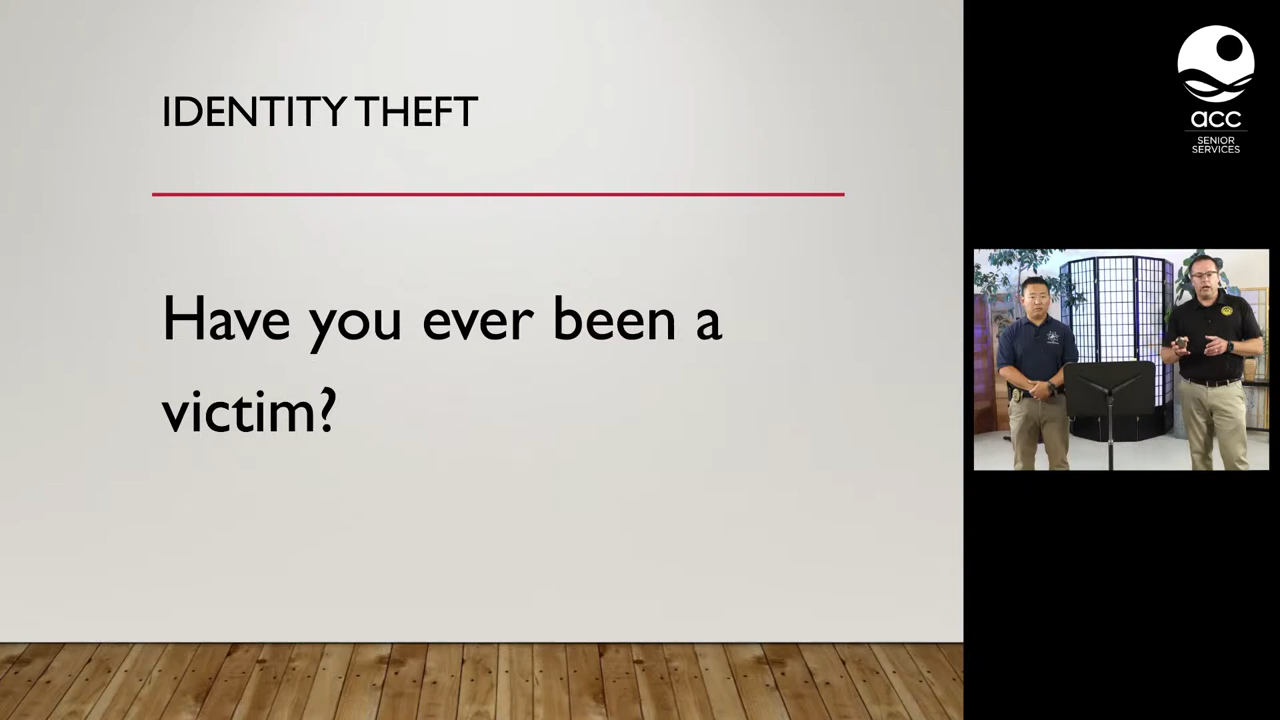 IDENTITY THEFT
Have you ever been a
victim?
acc
SENIOR
SERVICES